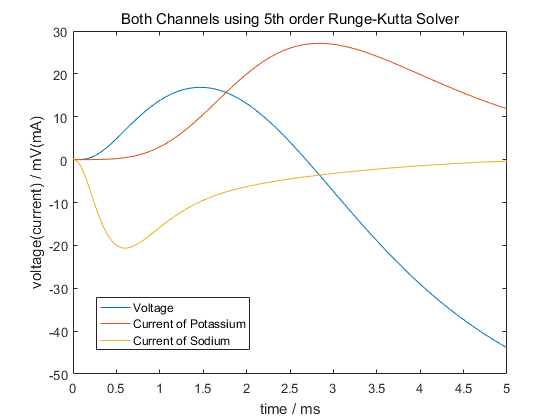 Both Channels using 5th order Runge-Kutta Solver
30
20
10
0
-10
-20
-30
-40
-50
voltage(current) / mV(mA)
Voltage
Current of Potassium
Current of Sodium
0 0.5 1 1.5 2 2.5 3 3.5 4 4.5 5
time / ms